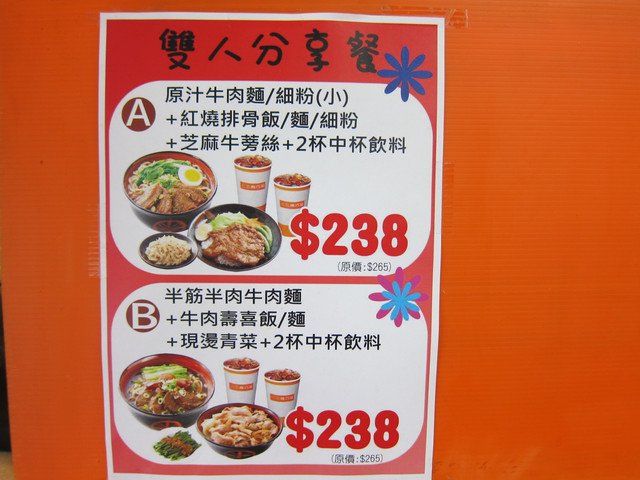 雙人分享餐
A
原汁牛肉麵/細粉(小)
+紅燒排骨飯/麵/細粉
+芝麻牛蒡絲+2杯中杯飲料
$238
(原價:$265)
B
半筋半肉牛肉麵
+牛肉壽喜飯/麵
+現燙青菜+2杯中杯飲料
$238
(原價:$265)